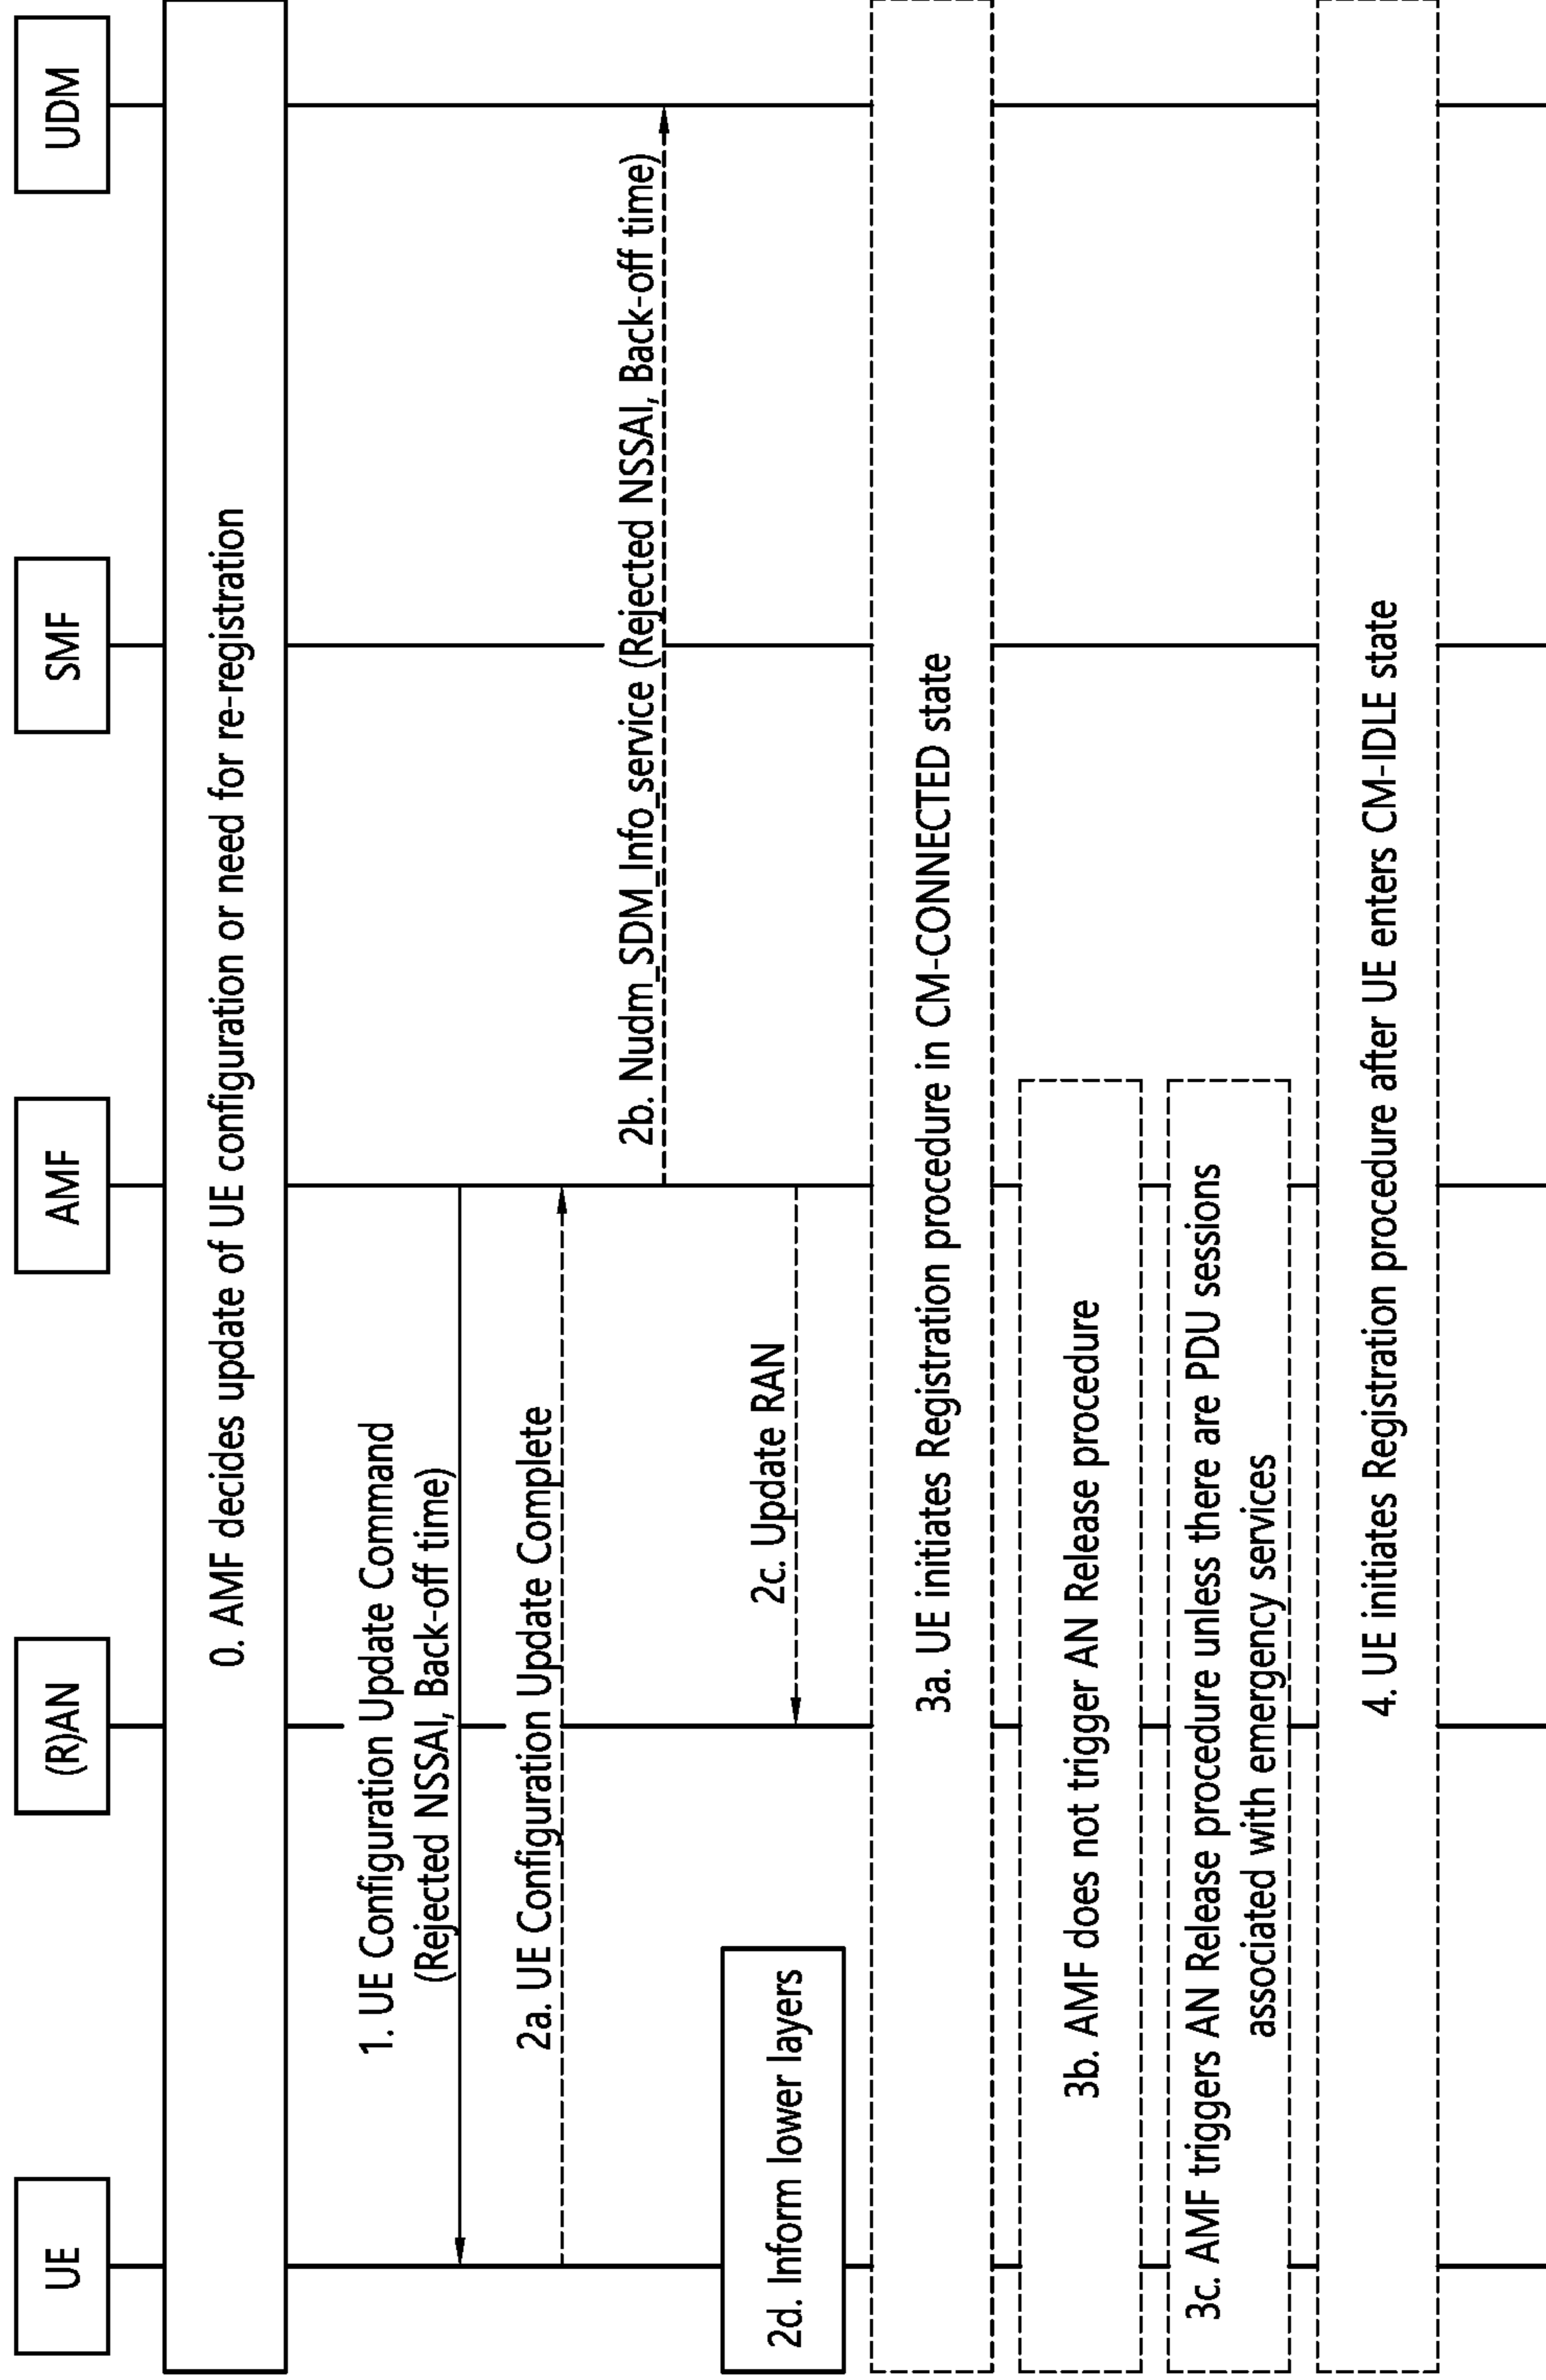 UE
(R)AN
AMF
SMF
UDM
0. AMF decides update of UE configuration or need for re-registration
1. UE Configuration Update Command
(Rejected NSSAI, Back-off time)
2a. UE Configuration Update Complete
2b. Nudm_SDM_Info_service (Rejected NSSAI, Back-off time)
2d. Inform lower layers
2c. Update RAN
3a. UE initiates Registration procedure in CM-CONNECTED state
3b. AMF does not trigger AN Release procedure
3c. AMF triggers AN Release procedure unless there are PDU sessions
associated with emergency services
4. UE initiates Registration procedure after UE enters CM-IDLE state